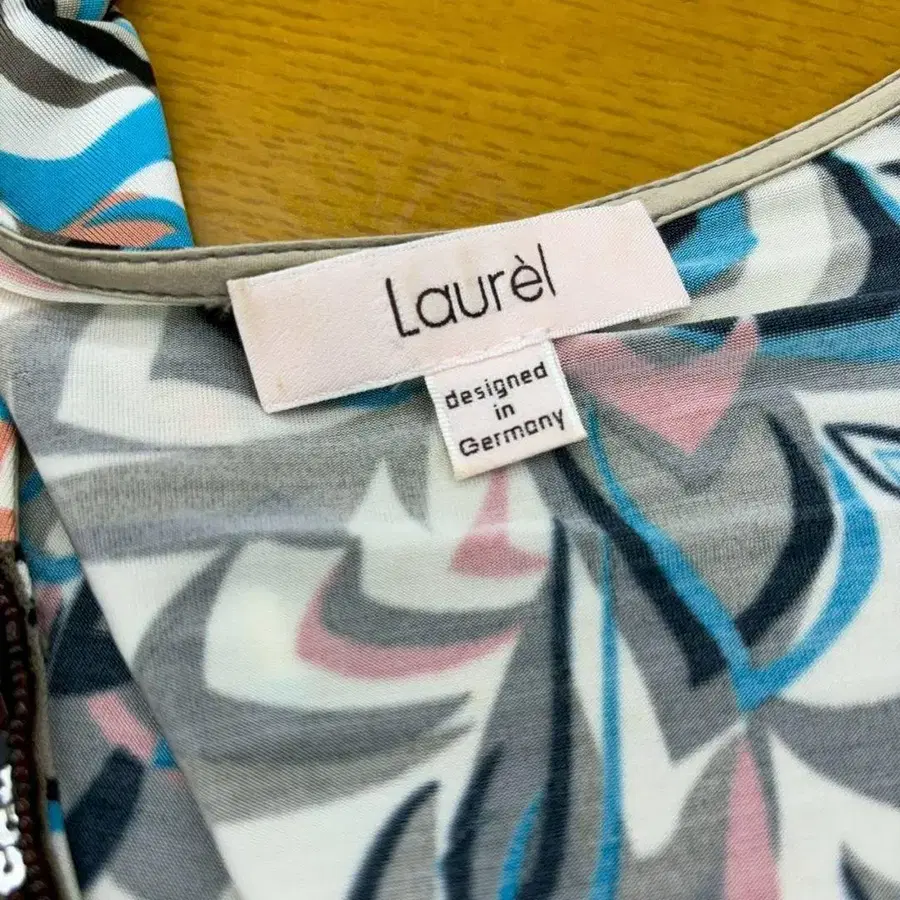 Laurèl
designed
in
Germany